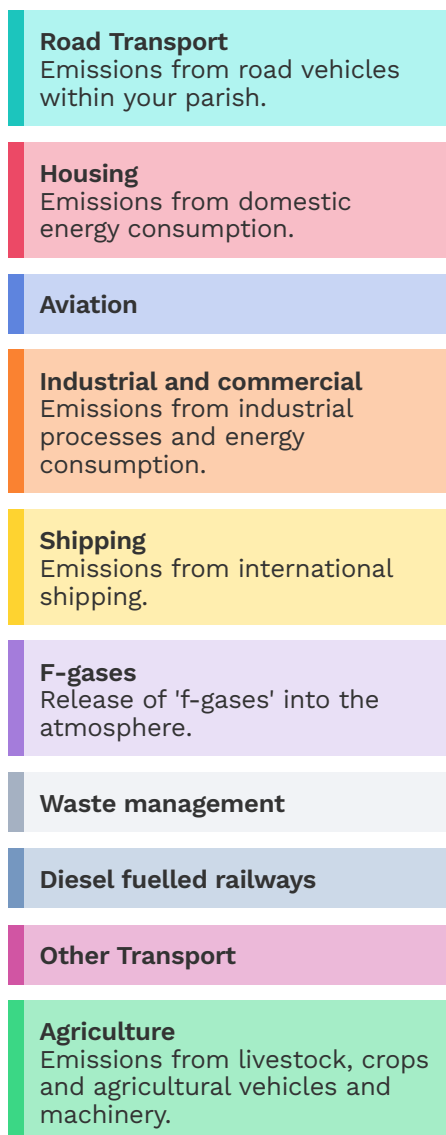 Road Transport
Emissions from road vehicles
within your parish.
Housing
Emissions from domestic
energy consumption.
Aviation
Industrial and commercial
Emissions from industrial
processes and energy
consumption.
Shipping
Emissions from international
shipping.
F-gases
Release of 'f-gases' into the
atmosphere.
Waste management
Diesel fuelled railways
Other Transport
Agriculture
Emissions from livestock, crops
and agricultural vehicles and
machinery.